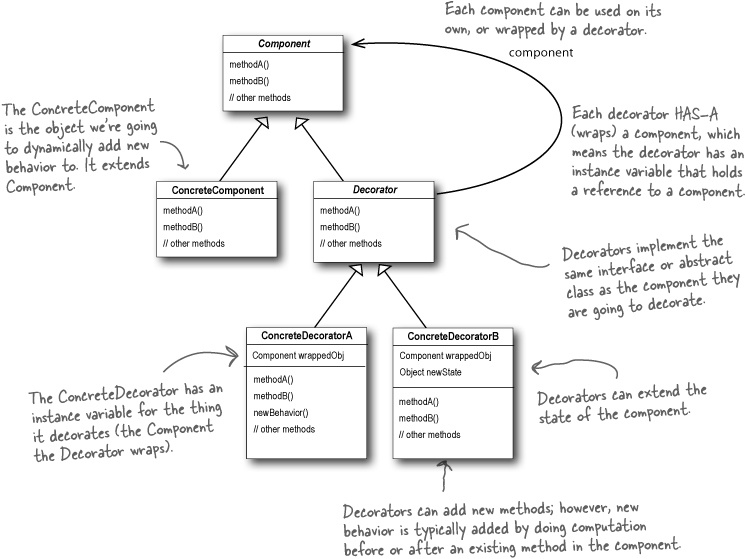 Each component can be used on its
own, or wrapped by a decorator.
component
Component
methodA()
methodB()
// other methods
The ConcreteComponent
is the object we're going
to dynamically add new
behavior to. It extends
Component.
Each decorator HAS-A
(wraps) a component, which
means the decorator has an
instance variable that holds
a reference to a component.
ConcreteComponent
methodA()
methodB()
// other methods
Decorator
methodA()
methodB()
// other methods
Decorators implement the
same interface or abstract
class as the component they
are going to decorate.
ConcreteDecoratorA
Component wrappedObj
methodA()
methodB()
newBehavior()
// other methods
ConcreteDecoratorB
Component wrappedObj
Object newState
methodA()
methodB()
// other methods
The ConcreteDecorator has an
instance variable for the thing
it decorates (the Component
the Decorator wraps).
Decorators can extend the
state of the component.
Decorators can add new methods; however, new
behavior is typically added by doing computation
before or after an existing method in the component.